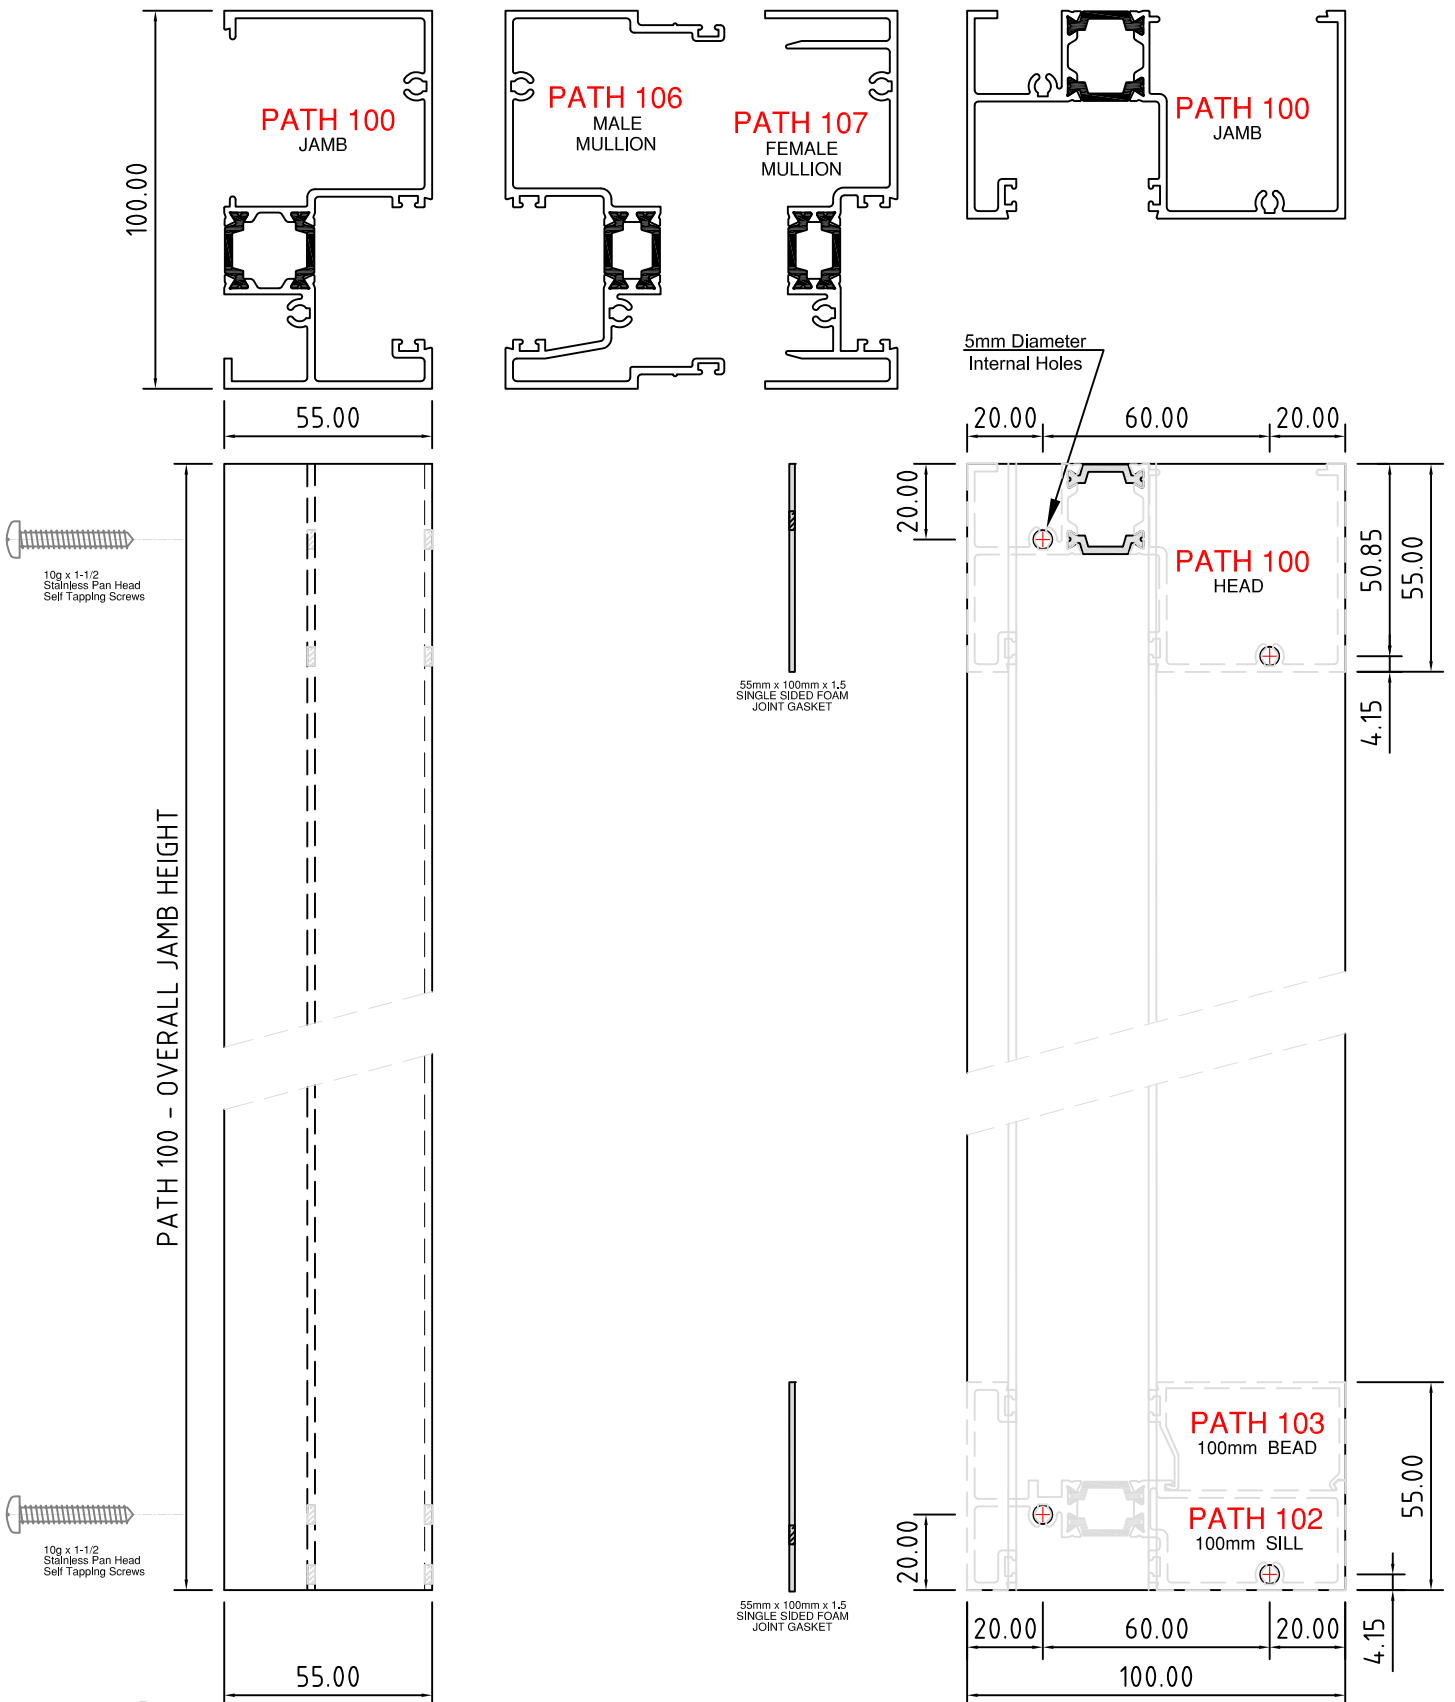 PATH 100
JAMB
PATH 106
MALE
MULLION
PATH 107
FEMALE
MULLION
PATH 100
JAMB
100.00
55.00
5mm Diameter
Internal Holes
20.00
60.00
20.00
20.00
50.85
55.00
4.15
10g x 1-1/2
Stainless Pan Head
Self Tapping Screws
PATH 100
HEAD
55mm x 100mm x 1.5
SINGLE SIDED FOAM
JOINT GASKET
PATH 100 - OVERALL JAMB HEIGHT
PATH 103
100mm BEAD
PATH 102
100mm SILL
55.00
20.00
4.15
10g x 1-1/2
Stainless Pan Head
Self Tapping Screws
55mm x 100mm x 1.5
SINGLE SIDED FOAM
JOINT GASKET
20.00
60.00
20.00
55.00
100.00